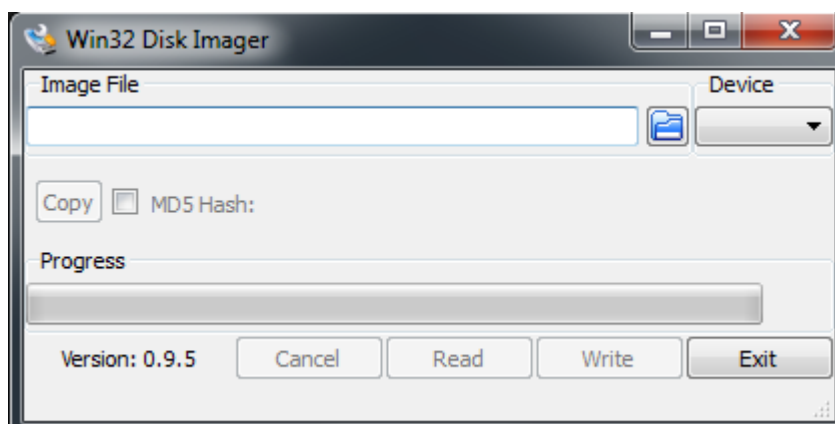 Win32 Disk Imager
Image File Device
Copy MD5 Hash:
Progress
Version: 0.9.5 Cancel Read Write Exit